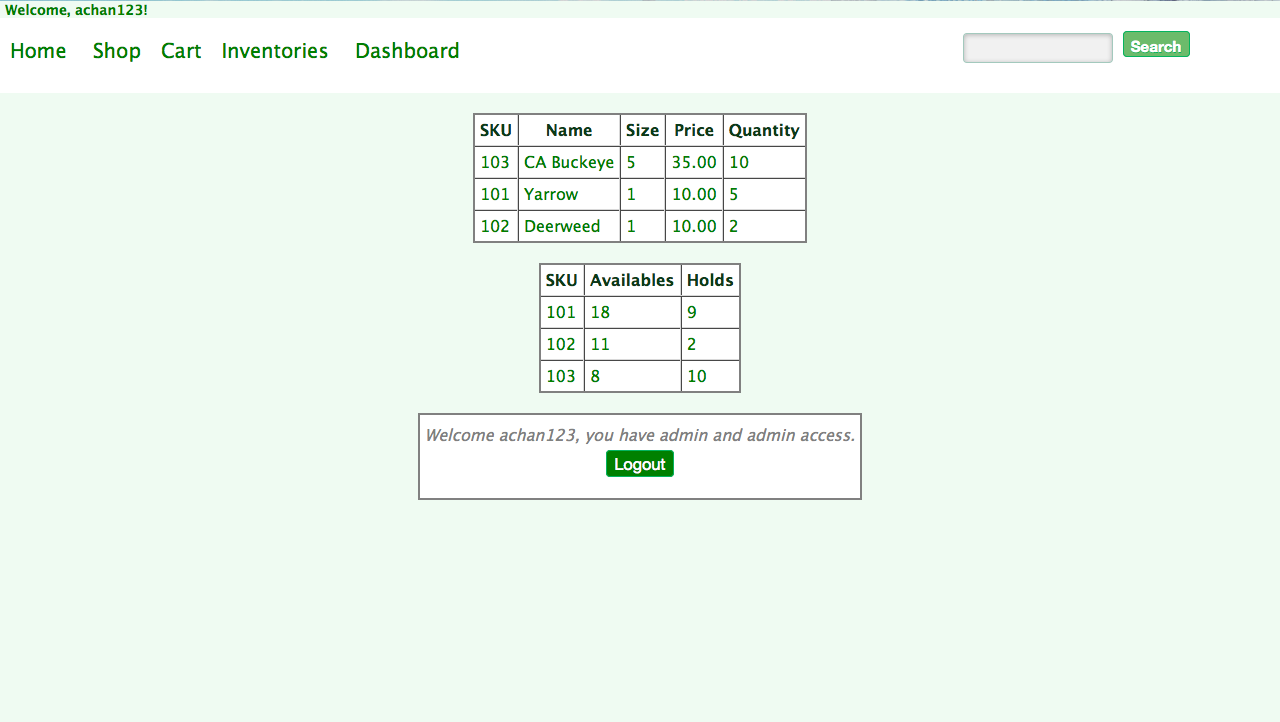 Welcome, achan123!
Home Shop Cart Inventories Dashboard Search
SKU Name Size Price Quantity
103 CA Buckeye 5 35.00 10
101 Yarrow 1 10.00 5
102 Deerweed 1 10.00 2
SKU Availables Holds
101 18 9
102 11 2
103 8 10
Welcome achan123, you have admin and admin access.
Logout